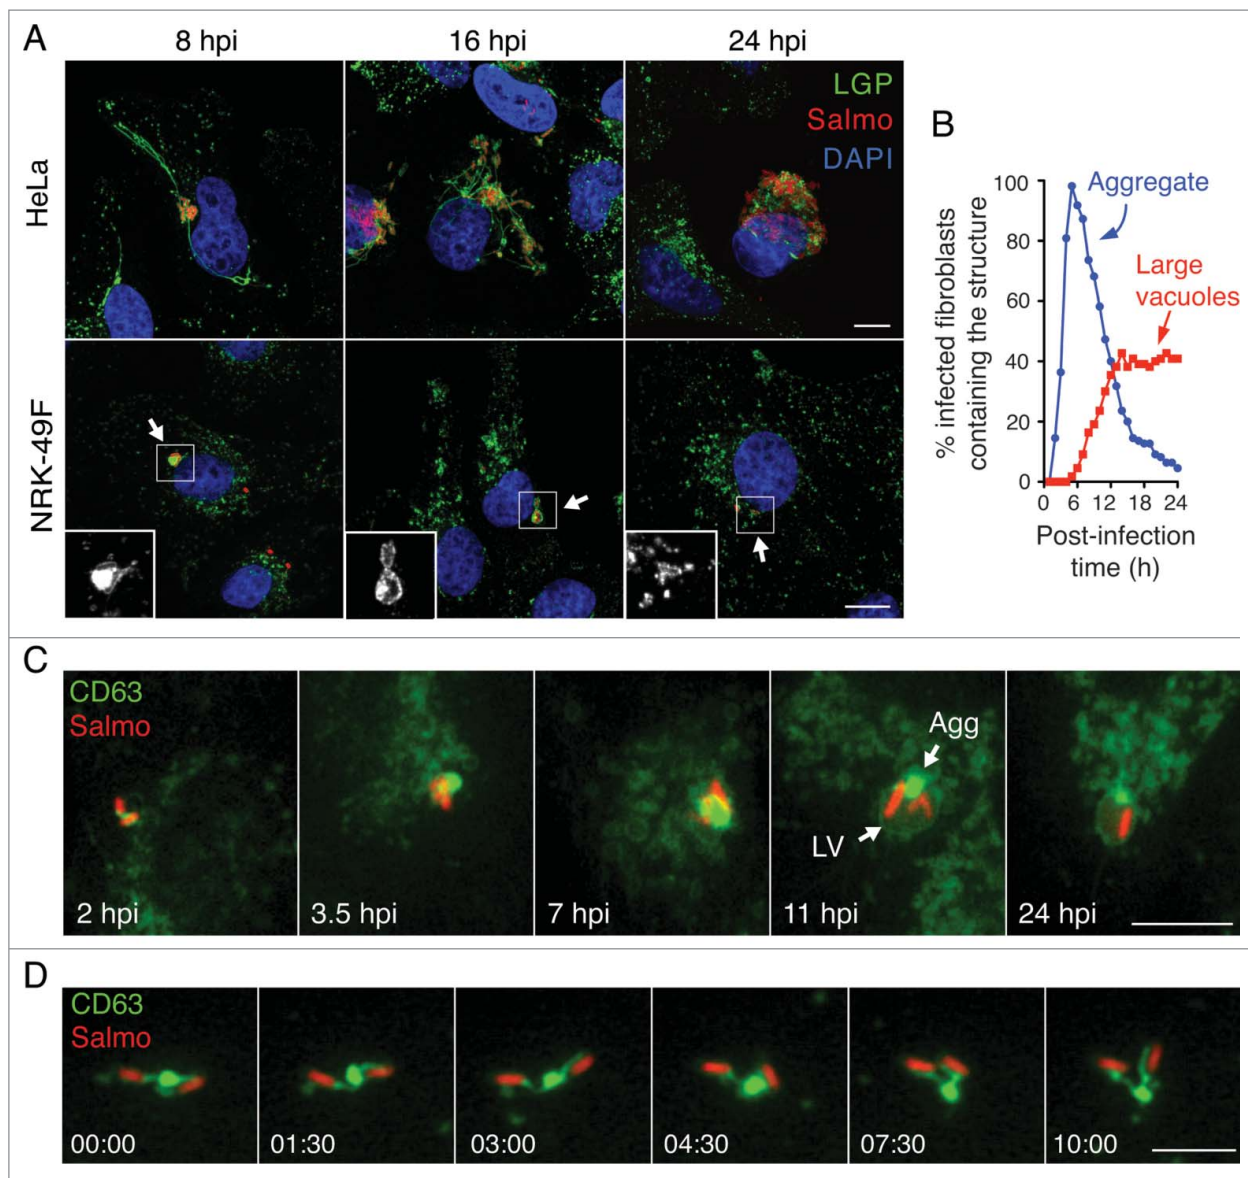 A
8 hpi
16 hpi
24 hpi
HeLa
LGP
Salmo
DAPI
NRK-49F
B
% infected fibroblasts
containing the structure
100
80
60
40
20
0
Aggregate
Large
vacuoles
0 6 12 18 24
Post-infection
time (h)
C
CD63
Salmo
2 hpi
3.5 hpi
7 hpi
Agg
LV
11 hpi
24 hpi
D
CD63
Salmo
00:00
01:30
03:00
04:30
07:30
10:00